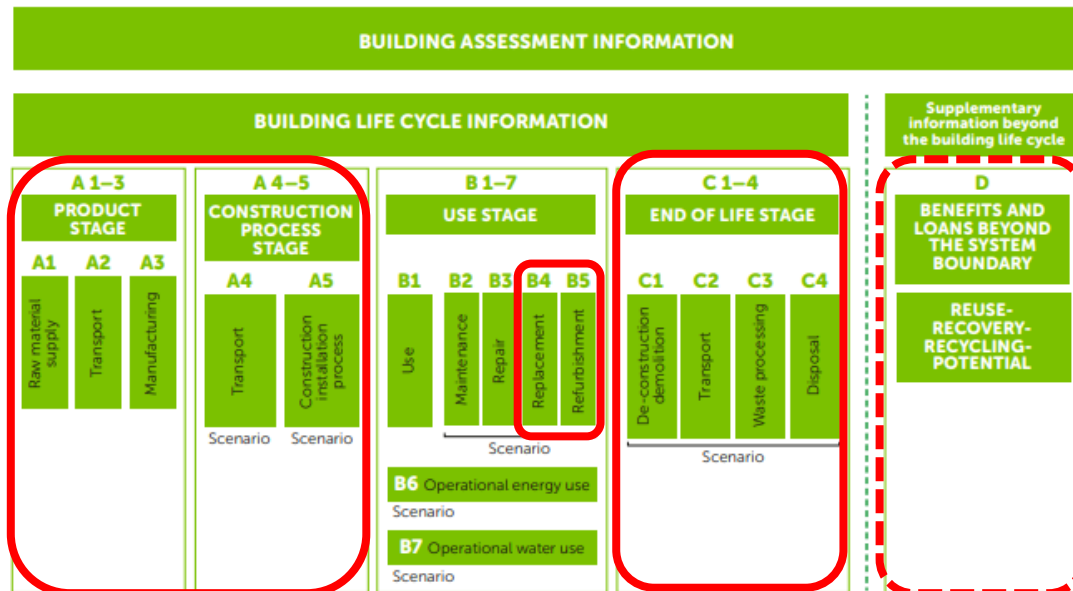 BUILDING ASSESSMENT INFORMATION
BUILDING LIFE CYCLE INFORMATION
Supplementary
information beyond
the building life cycle
A 1–3
PRODUCT
STAGE
A1
A2
A3
Raw material
supply
Transport
Manufacturing
A 4–5
CONSTRUCTION
PROCESS
STAGE
A4
A5
Transport
Construction
installation
process
Scenario
Scenario
B 1–7
USE STAGE
B1
B2
B3
B4
B5
Use
Maintenance
Repair
Replacement
Refurbishment
Scenario
B6 Operational energy use
Scenario
B7 Operational water use
Scenario
C 1–4
END OF LIFE STAGE
C1
C2
C3
C4
De-construction
demolition
Transport
Waste processing
Disposal
Scenario
D
BENEFITS AND
LOANS BEYOND
THE SYSTEM
BOUNDARY
REUSE-
RECOVERY-
RECYCLING-
POTENTIAL